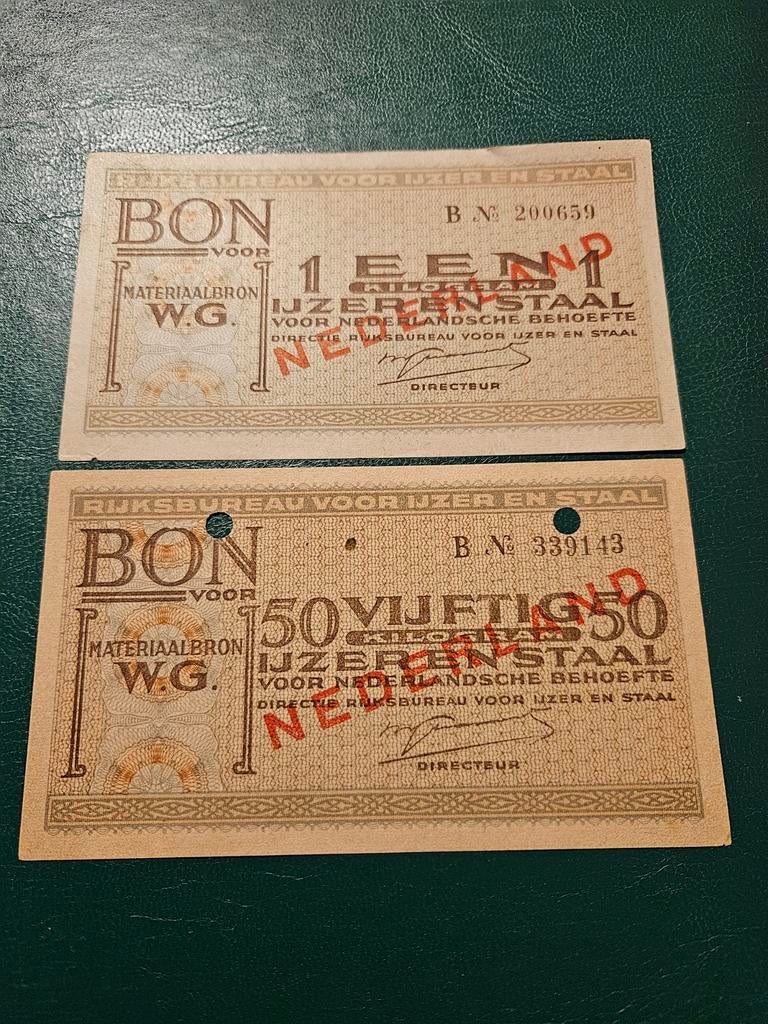 RIJKSBUREAU VOOR IJZER EN STAAL
BON
VOOR
MATERIAALBRON
W.G.
B № 200659
1 EEN 1
KILOGRAM
IJZER EN STAAL
VOOR NEDERLANDSCHE BEHOEFTE
DIRECTIE RIJKSBUREAU VOOR IJZER EN STAAL
DIRECTEUR
NEDERLAND
RIJKSBUREAU VOOR IJZER EN STAAL
BON
VOOR
MATERIAALBRON
W.G.
B № 339143
50 VIJFTIG 50
KILOGRAM
IJZER EN STAAL
VOOR NEDERLANDSCHE BEHOEFTE
DIRECTIE RIJKSBUREAU VOOR IJZER EN STAAL
DIRECTEUR
NEDERLAND